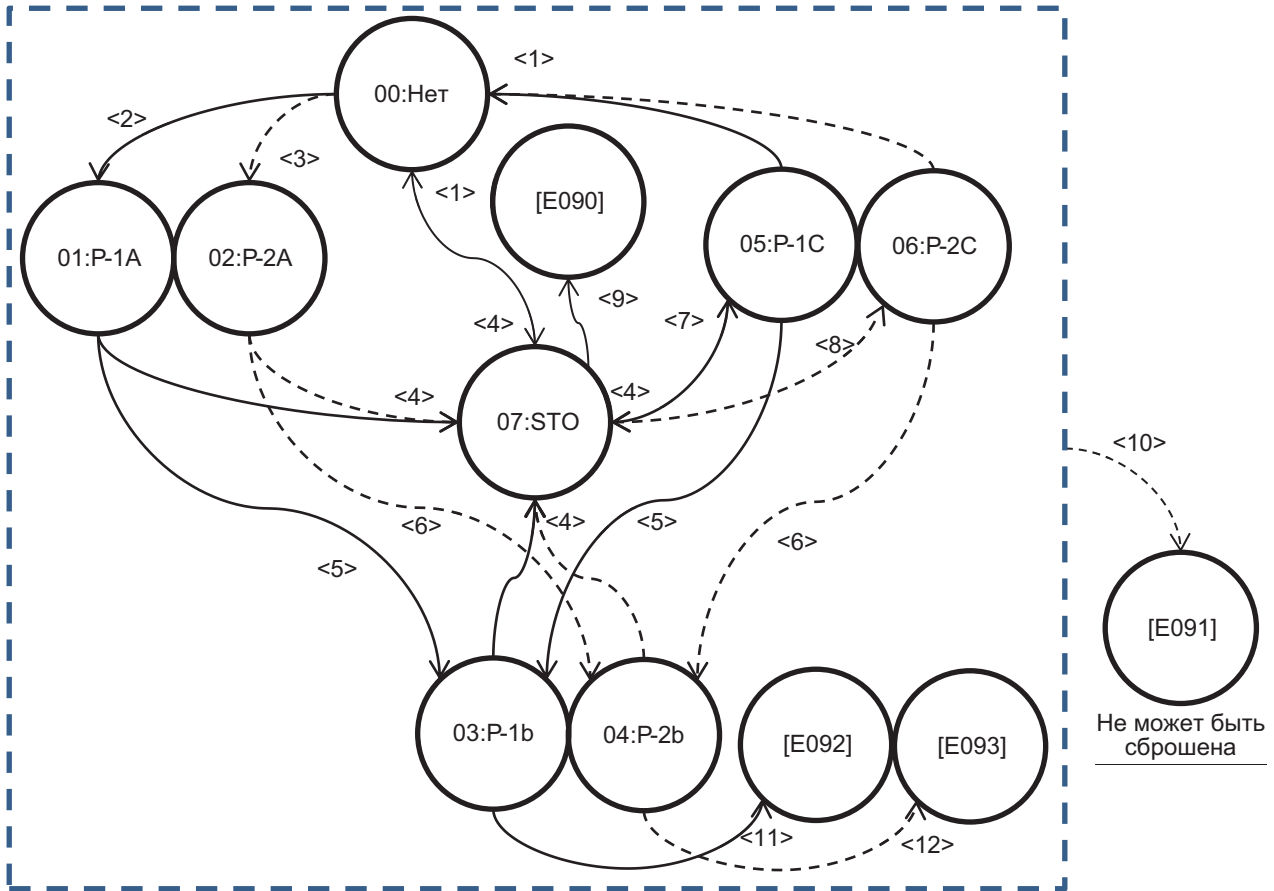 <1>
00:Нет
<2>
<3>
<1>
[E090]
05:P-1C
06:P-2C
01:P-1A
02:P-2A
<9>
<7>
<4>
<8>
<4>
<4>
07:STO
<10>
<6>
<4>
<5>
<6>
<5>
[E091]
Не может быть
сброшена
03:P-1b
04:P-2b
[E092]
[E093]
<11>
<12>